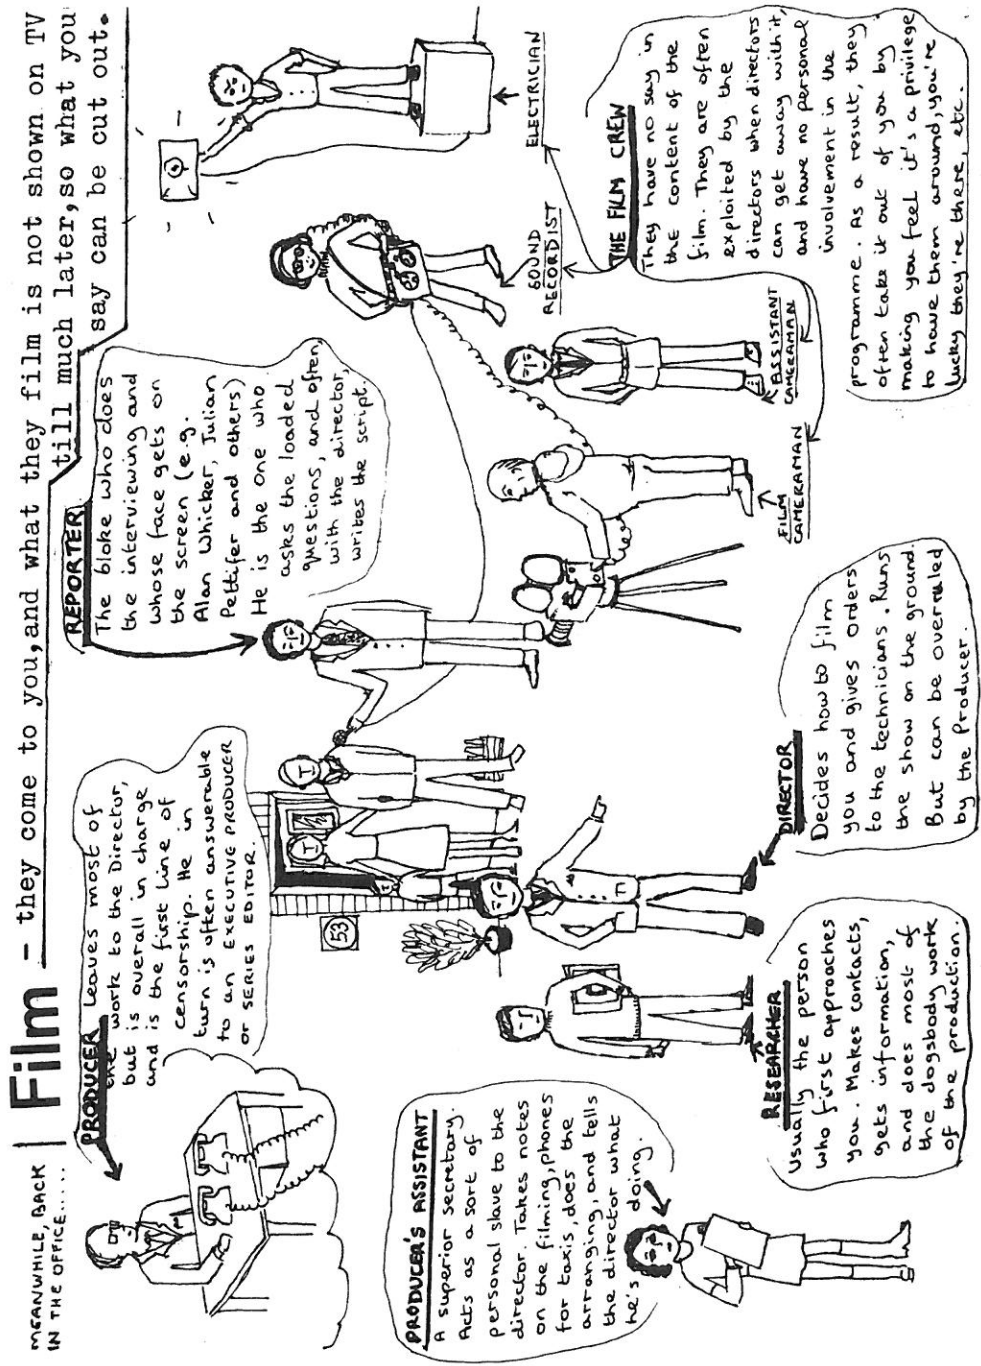 Film – they come to you, and what they film is not shown on TV
till much later, so what you
say can be cut out.
MEANWHILE, BACK
IN THE OFFICE.....
PRODUCER Leaves most of
the work to the Director,
but is overall in charge
and is the first line of
censorship. He in
turn is often answerable
to an EXECUTIVE PRODUCER
or SERIES EDITOR.
REPORTER
The bloke who does
the interviewing and
whose face gets on
the screen (e.g.
Alan Whicker, Julian
Pettifer and others)
He is the one who
asks the loaded
questions, and often,
with the director,
writes the script.
53
PRODUCER'S ASSISTANT
A superior secretary.
Acts as a sort of
personal slave to the
director. Takes notes
on the filming, phones
for taxis, does the
arranging, and tells
the director what
he's doing.
RESEARCHER
Usually the person
who first approaches
you. Makes contacts,
gets information,
and does most of
the dogsbody work
of the production.
DIRECTOR
Decides how to film
you and gives orders
to the technicians. Runs
the show on the ground.
But can be overruled
by the Producer.
FILM
CAMERAMAN
ASSISTANT
CAMERAMAN
SOUND
RECORDIST
ELECTRICIAN
THE FILM CREW
They have no say in
the content of the
film. They are often
exploited by the
directors when directors
can get away with it,
and have no personal
involvement in the
programme. As a result, they
often take it out of you by
making you feel it's a privilege
to have them around, you're
lucky they're there, etc.